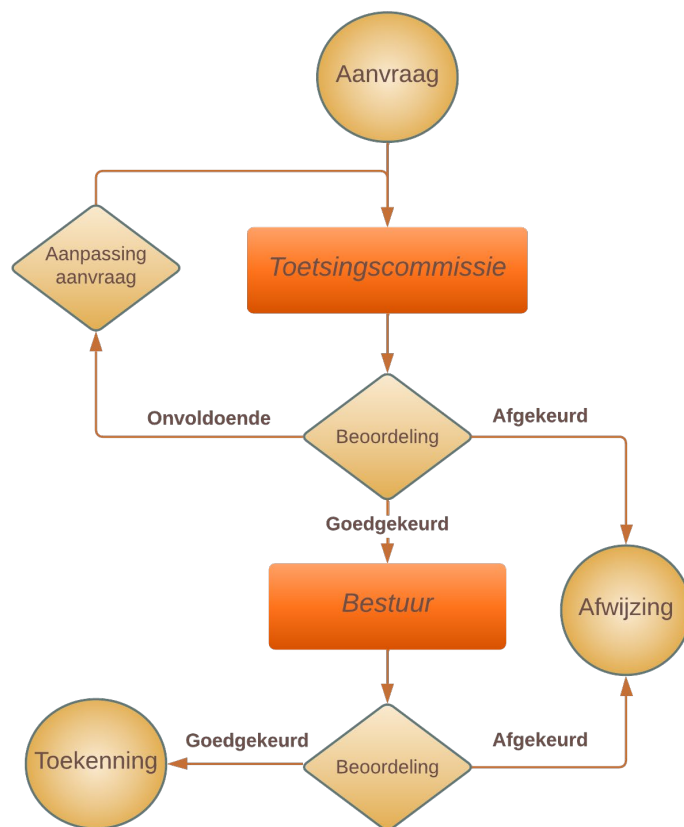 Aanvraag
Aanpassing
aanvraag
Toetsingscommissie
Onvoldoende
Beoordeling
Afgekeurd
Goedgekeurd
Bestuur
Afwijzing
Toekenning
Goedgekeurd
Beoordeling
Afgekeurd